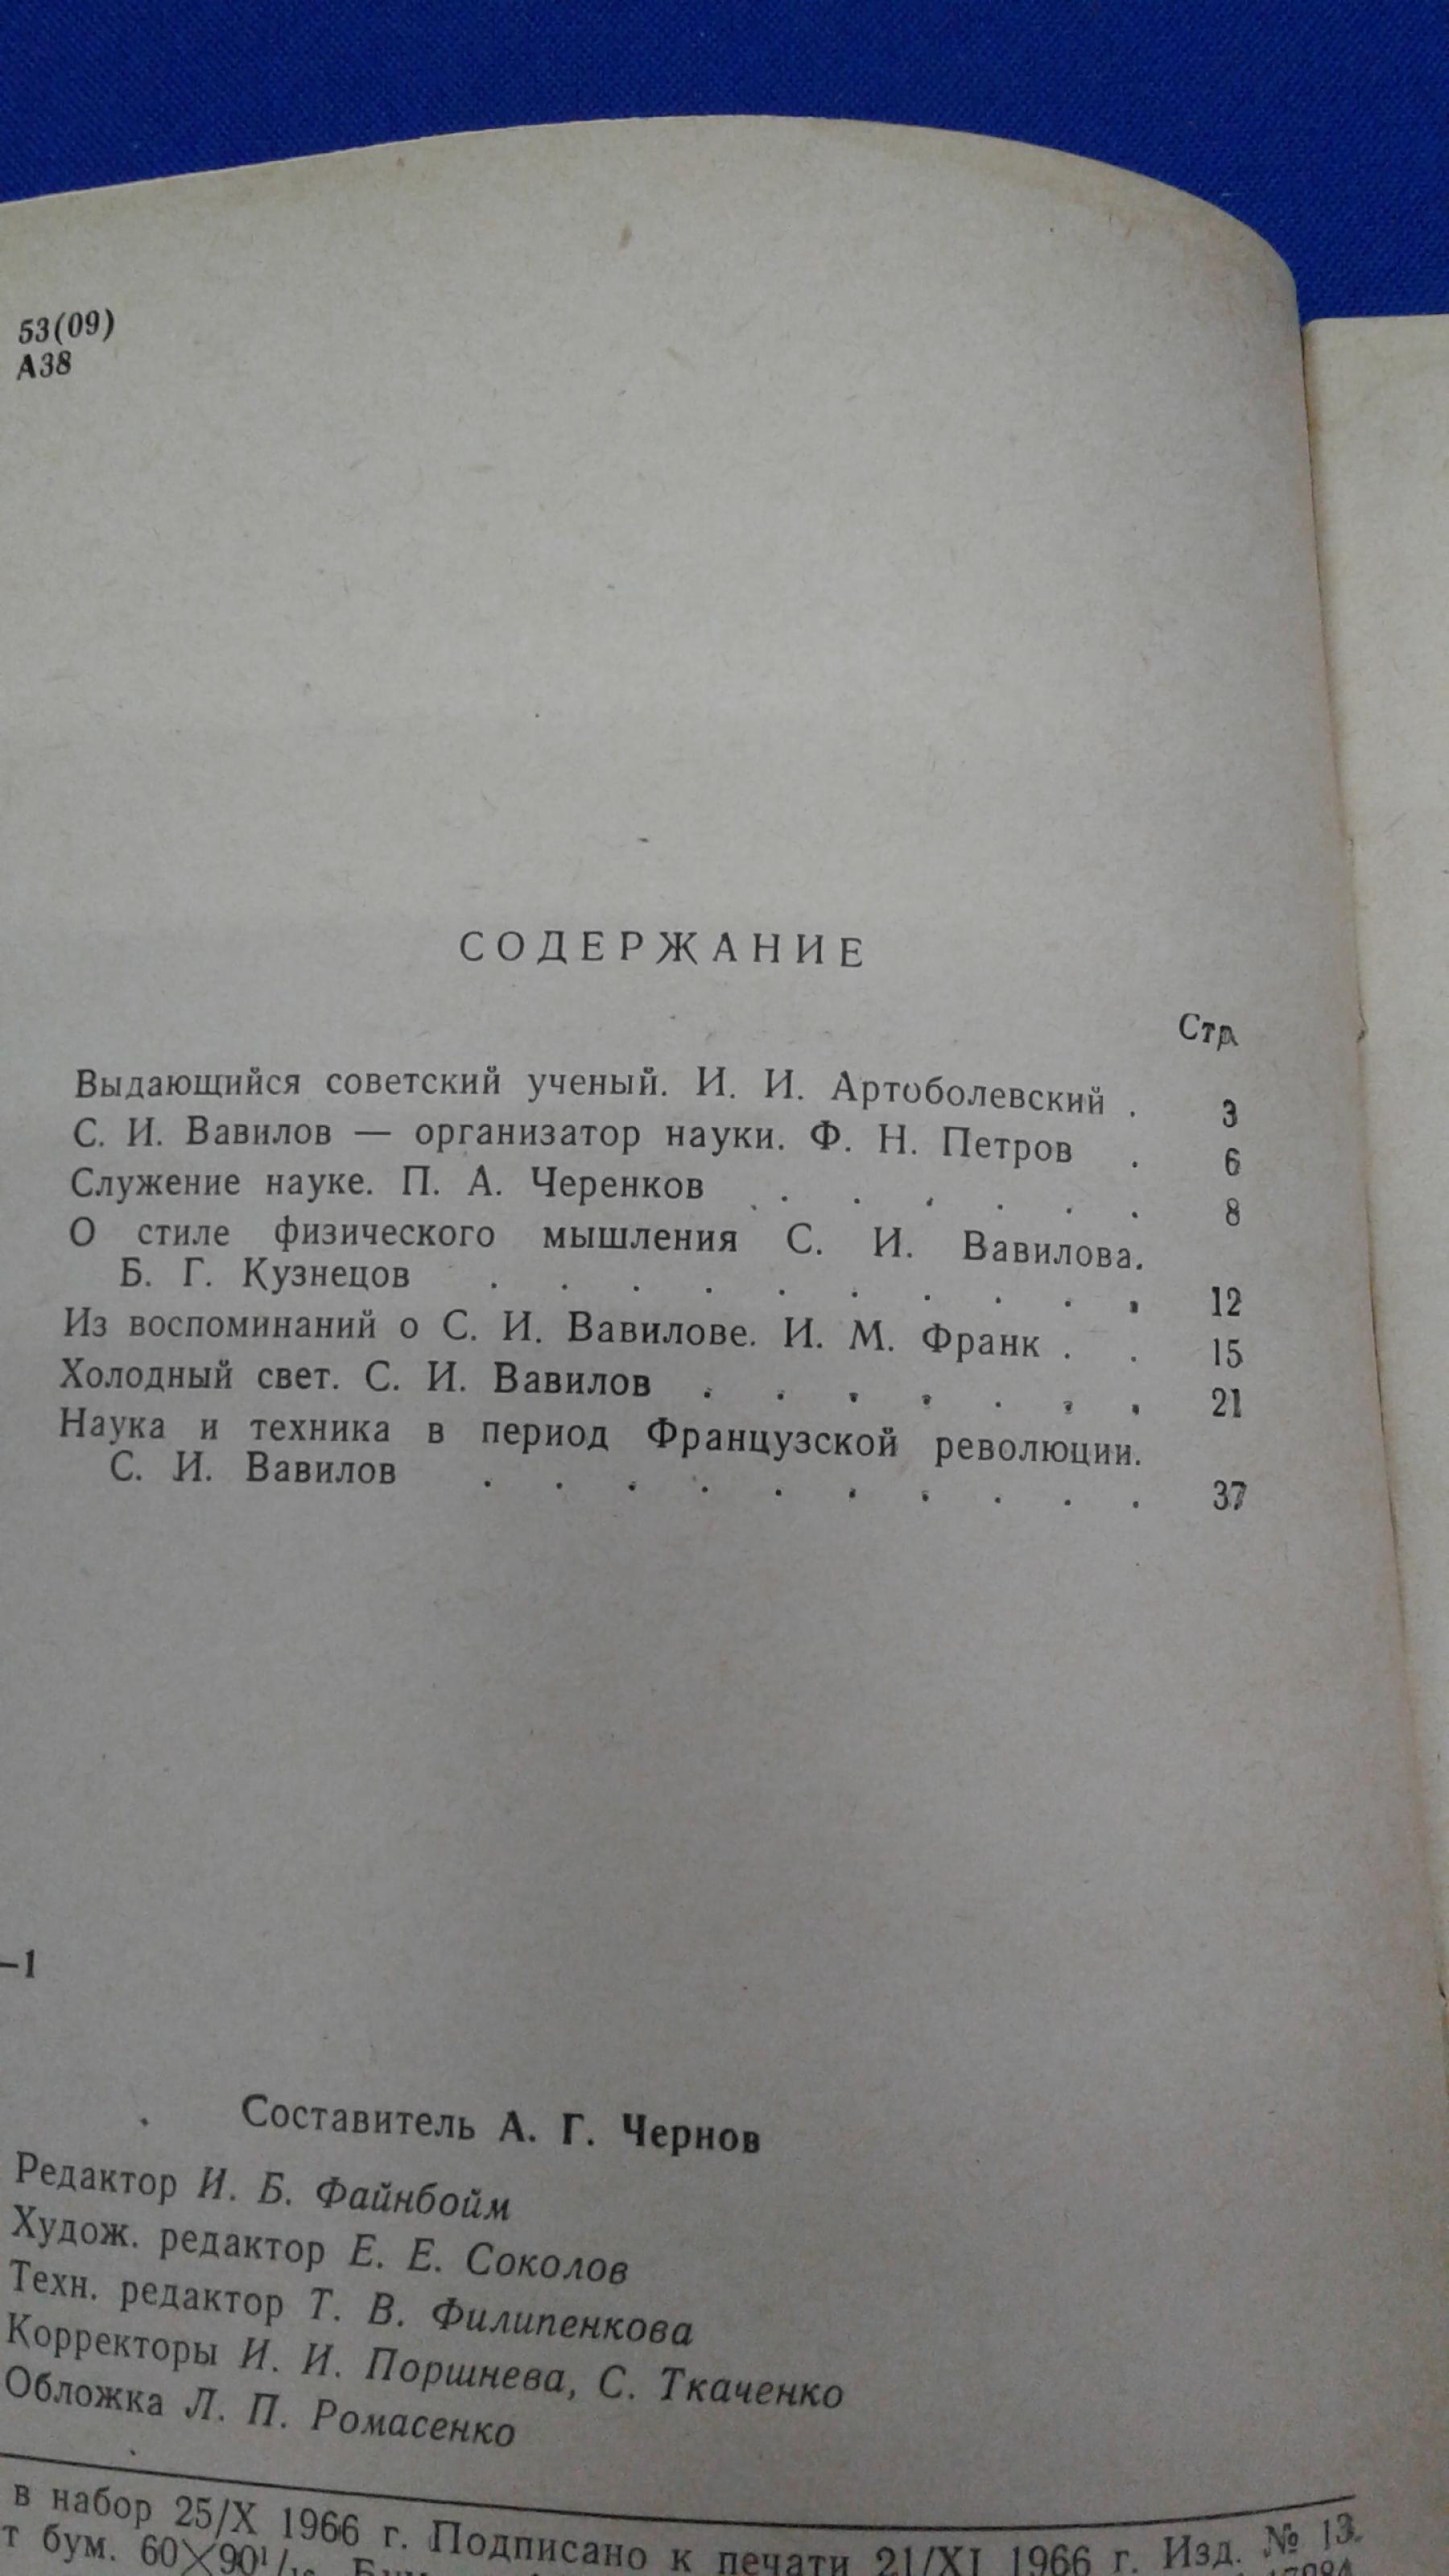 53(09)
А38
СОДЕРЖАНИЕ
Стр.
Выдающийся советский ученый. И. И. Артоболевский . 3
С. И. Вавилов — организатор науки. Ф. Н. Петров . 6
Служение науке. П. А. Черенков . . . . . . 8
О стиле физического мышления С. И. Вавилова.
Б. Г. Кузнецов . . . . . . . . . . 12
Из воспоминаний о С. И. Вавилове. И. М. Франк . . 15
Холодный свет. С. И. Вавилов . . . . . . . 21
Наука и техника в период Французской революции.
С. И. Вавилов . . . . . . . . . . 37
—1
Составитель А. Г. Чернов
Редактор И. Б. Файнбойм
Худож. редактор Е. Е. Соколов
Техн. редактор Т. В. Филипенкова
Корректоры И. И. Поршнева, С. Ткаченко
Обложка Л. П. Ромасенко
в набор 25/X 1966 г. Подписано к печати 21/XI 1966 г. Изд. № 13.
т бум. 60×90¹/₁₆.